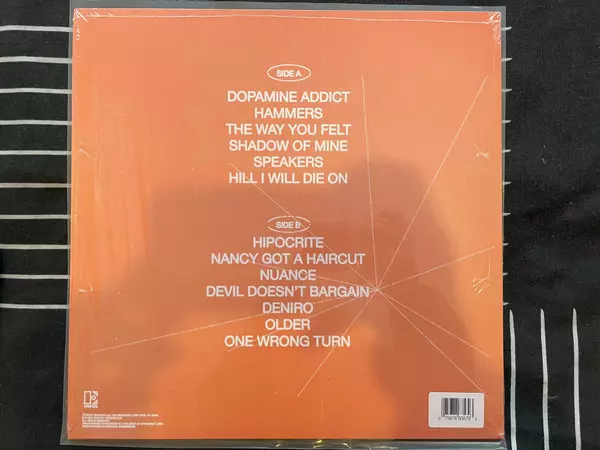 SIDE A
DOPAMINE ADDICT
HAMMERS
THE WAY YOU FELT
SHADOW OF MINE
SPEAKERS
HILL I WILL DIE ON
SIDE B
HIPOCRITE
NANCY GOT A HAIRCUT
NUANCE
DEVIL DOESN'T BARGAIN
DENIRO
OLDER
ONE WRONG TURN